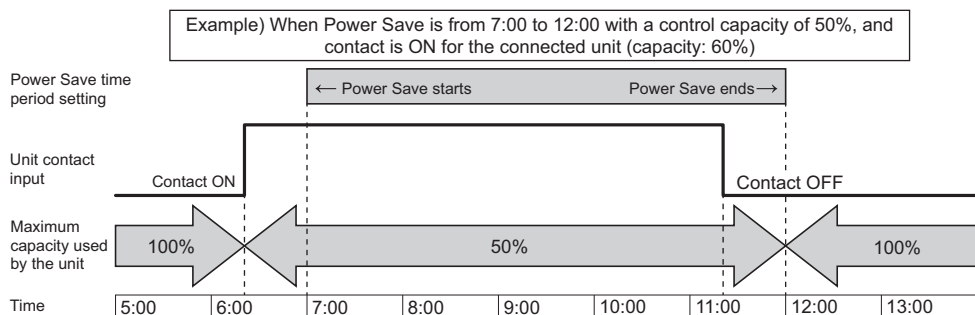 Example) When Power Save is from 7:00 to 12:00 with a control capacity of 50%, and
contact is ON for the connected unit (capacity: 60%)
Power Save time
period setting
← Power Save starts
Power Save ends→
Unit contact
input
Contact ON
Contact OFF
Maximum
capacity used
by the unit
100%
50%
100%
Time
5:00 6:00 7:00 8:00 9:00 10:00 11:00 12:00 13:00